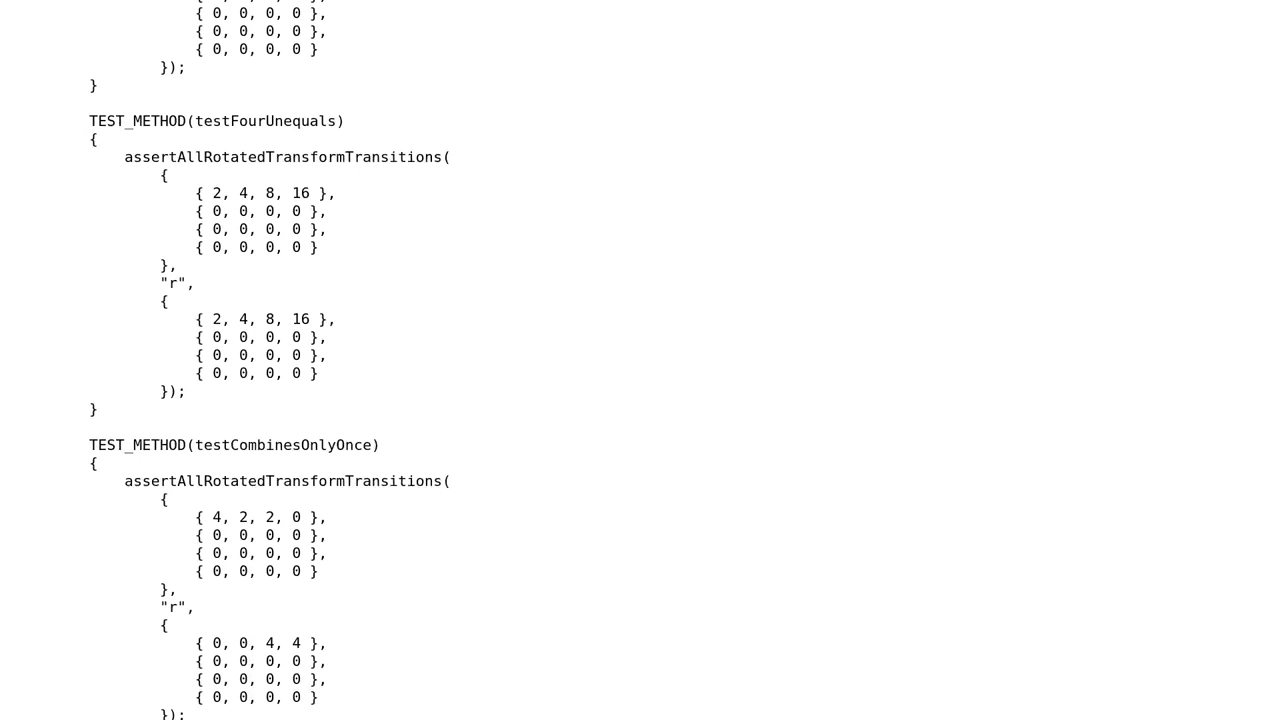 { 0, 0, 0, 0 },
{ 0, 0, 0, 0 },
{ 0, 0, 0, 0 }
});
}
TEST_METHOD(testFourUnequals)
{
assertAllRotatedTransformTransitions(
{
{ 2, 4, 8, 16 },
{ 0, 0, 0, 0 },
{ 0, 0, 0, 0 },
{ 0, 0, 0, 0 }
},
"r",
{
{ 2, 4, 8, 16 },
{ 0, 0, 0, 0 },
{ 0, 0, 0, 0 },
{ 0, 0, 0, 0 }
});
}
TEST_METHOD(testCombinesOnlyOnce)
{
assertAllRotatedTransformTransitions(
{
{ 4, 2, 2, 0 },
{ 0, 0, 0, 0 },
{ 0, 0, 0, 0 },
{ 0, 0, 0, 0 }
},
"r",
{
{ 0, 0, 4, 4 },
{ 0, 0, 0, 0 },
{ 0, 0, 0, 0 },
{ 0, 0, 0, 0 }
});